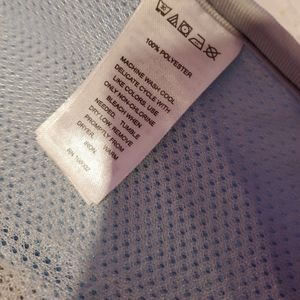 100% POLYESTER
MACHINE WASH COOL
DELICATE CYCLE WITH
LIKE COLORS. USE
ONLY NON-CHLORINE
BLEACH WHEN
NEEDED. TUMBLE
DRY LOW. REMOVE
PROMPTLY FROM
DRYER. WARM
IRON.
RN